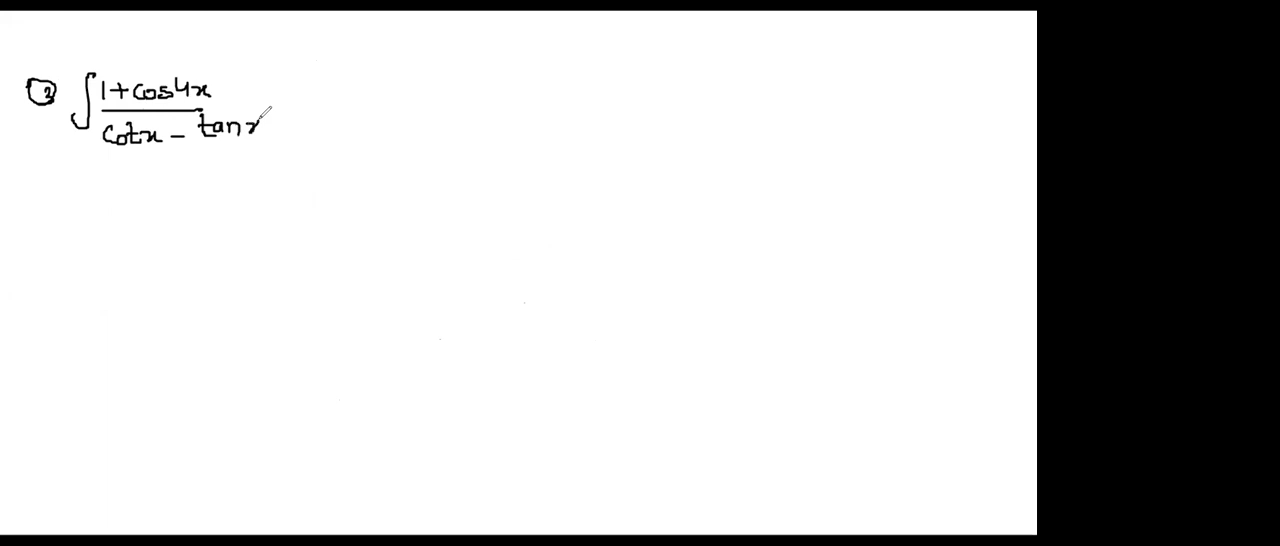 ② ∫ (1+cos4x)/(cotx − tanx)